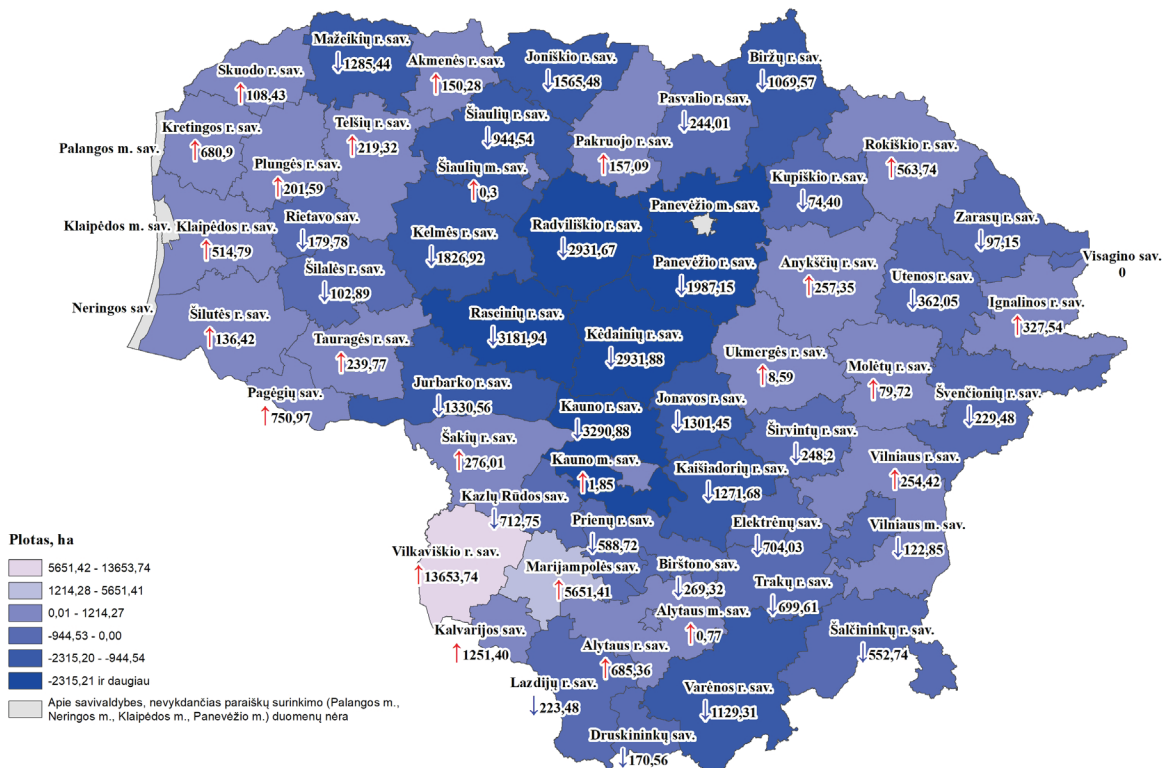 Mažeikių r. sav.
↓1285,44
Akmenės r. sav.
↑150,28
Joniškio r. sav.
↓1565,48
Biržų r. sav.
↓1069,57
Skuodo r. sav.
↑108,43
Šiaulių r. sav.
↓944,54
Pasvalio r. sav.
↓244,01
Kretingos r. sav.
↑680,9
Telšių r. sav.
↑219,32
Pakruojo r. sav.
↑157,09
Rokiškio r. sav.
↑563,74
Palangos m. sav.
Plungės r. sav.
↑201,59
Šiaulių m. sav.
↑0,3
Kupiškio r. sav.
↓74,40
Klaipėdos m. sav.
Klaipėdos r. sav.
↑514,79
Rietavo sav.
↓179,78
Kelmės r. sav.
↓1826,92
Radviliškio r. sav.
↓2931,67
Panevėžio m. sav.
Zarasų r. sav.
↓97,15
Visagino sav.
0
Šilalės r. sav.
↓102,89
Panevėžio r. sav.
↓1987,15
Anykščių r. sav.
↑257,35
Utenos r. sav.
↓362,05
Ignalinos r. sav.
↑327,54
Neringos sav.
Šilutės r. sav.
↑136,42
Raseinių r. sav.
↓3181,94
Kėdainių r. sav.
↓2931,88
Tauragės r. sav.
↑239,77
Ukmergės r. sav.
↑8,59
Molėtų r. sav.
↑79,72
Pagėgių sav.
↑750,97
Jurbarko r. sav.
↓1330,56
Kauno r. sav.
↓3290,88
Jonavos r. sav.
↓1301,45
Švenčionių r. sav.
↓229,48
Širvintų r. sav.
↓248,2
Šakių r. sav.
↑276,01
Kauno m. sav.
↑1,85
Kaišiadorių r. sav.
↓1271,68
Vilniaus r. sav.
↑254,42
Kazlų Rūdos sav.
↓712,75
Prienų r. sav.
↓588,72
Elektrėnų sav.
↓704,03
Vilniaus m. sav.
↓122,85
Vilkaviškio r. sav.
↑13653,74
Marijampolės sav.
↑5651,41
Birštono sav.
↓269,32
Trakų r. sav.
↓699,61
Alytaus m. sav.
↑0,77
Kalvarijos sav.
↑1251,40
Alytaus r. sav.
↑685,36
Šalčininkų r. sav.
↓552,74
Lazdijų r. sav.
↓223,48
Varėnos r. sav.
↓1129,31
Druskininkų sav.
↓170,56
Plotas, ha
5651,42 - 13653,74
1214,28 - 5651,41
0,01 - 1214,27
-944,53 - 0,00
-2315,20 - -944,54
-2315,21 ir daugiau
Apie savivaldybes, nevykdančias paraiškų surinkimo (Palangos m.,
Neringos m., Klaipėdos m., Panevėžio m.) duomenų nėra